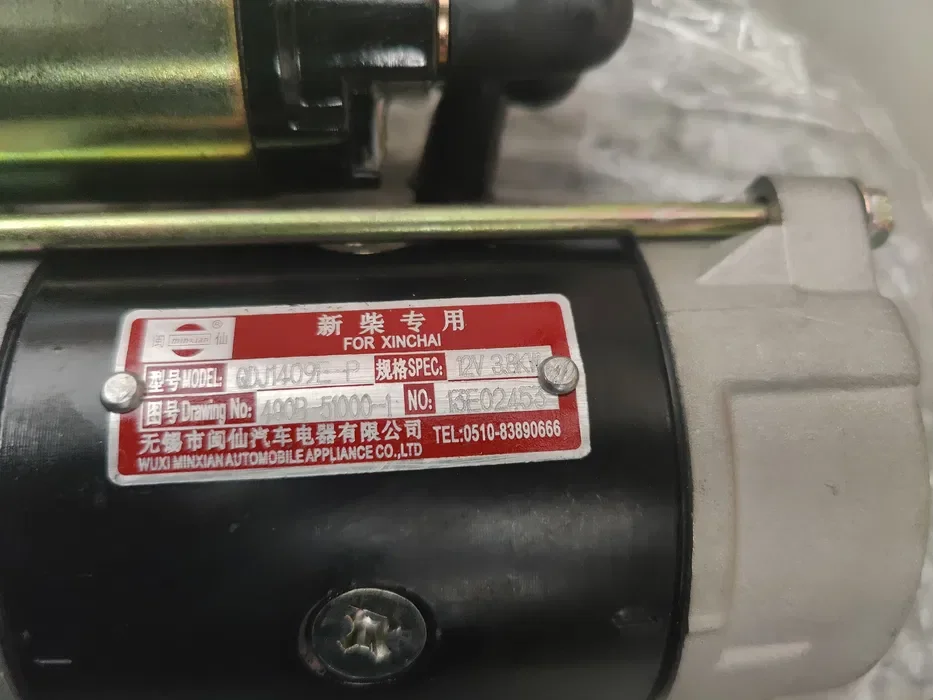 新柴专用
FOR XINCHAI
minxian ® 闽仙
型号MODEL: QDJ1409E-P 规格SPEC: 12V 3.8KW
图号Drawing No: 490B-51000-1 NO:
无锡市闽仙汽车电器有限公司 TEL:0510-83890666
WUXI MINXIAN AUTOMOBILE APPLIANCE CO.,LTD